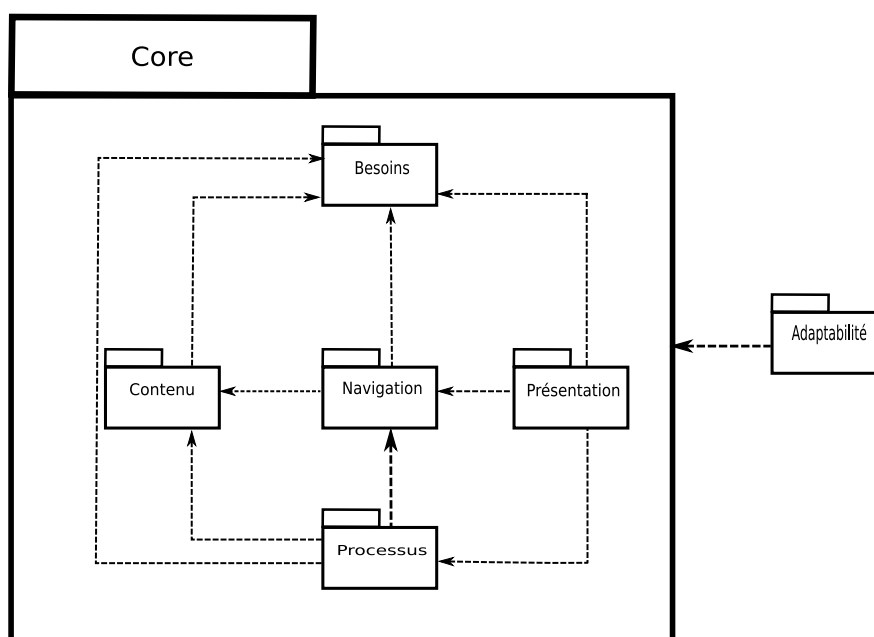 Core
Besoins
Adaptabilité
Contenu
Navigation
Présentation
Processus